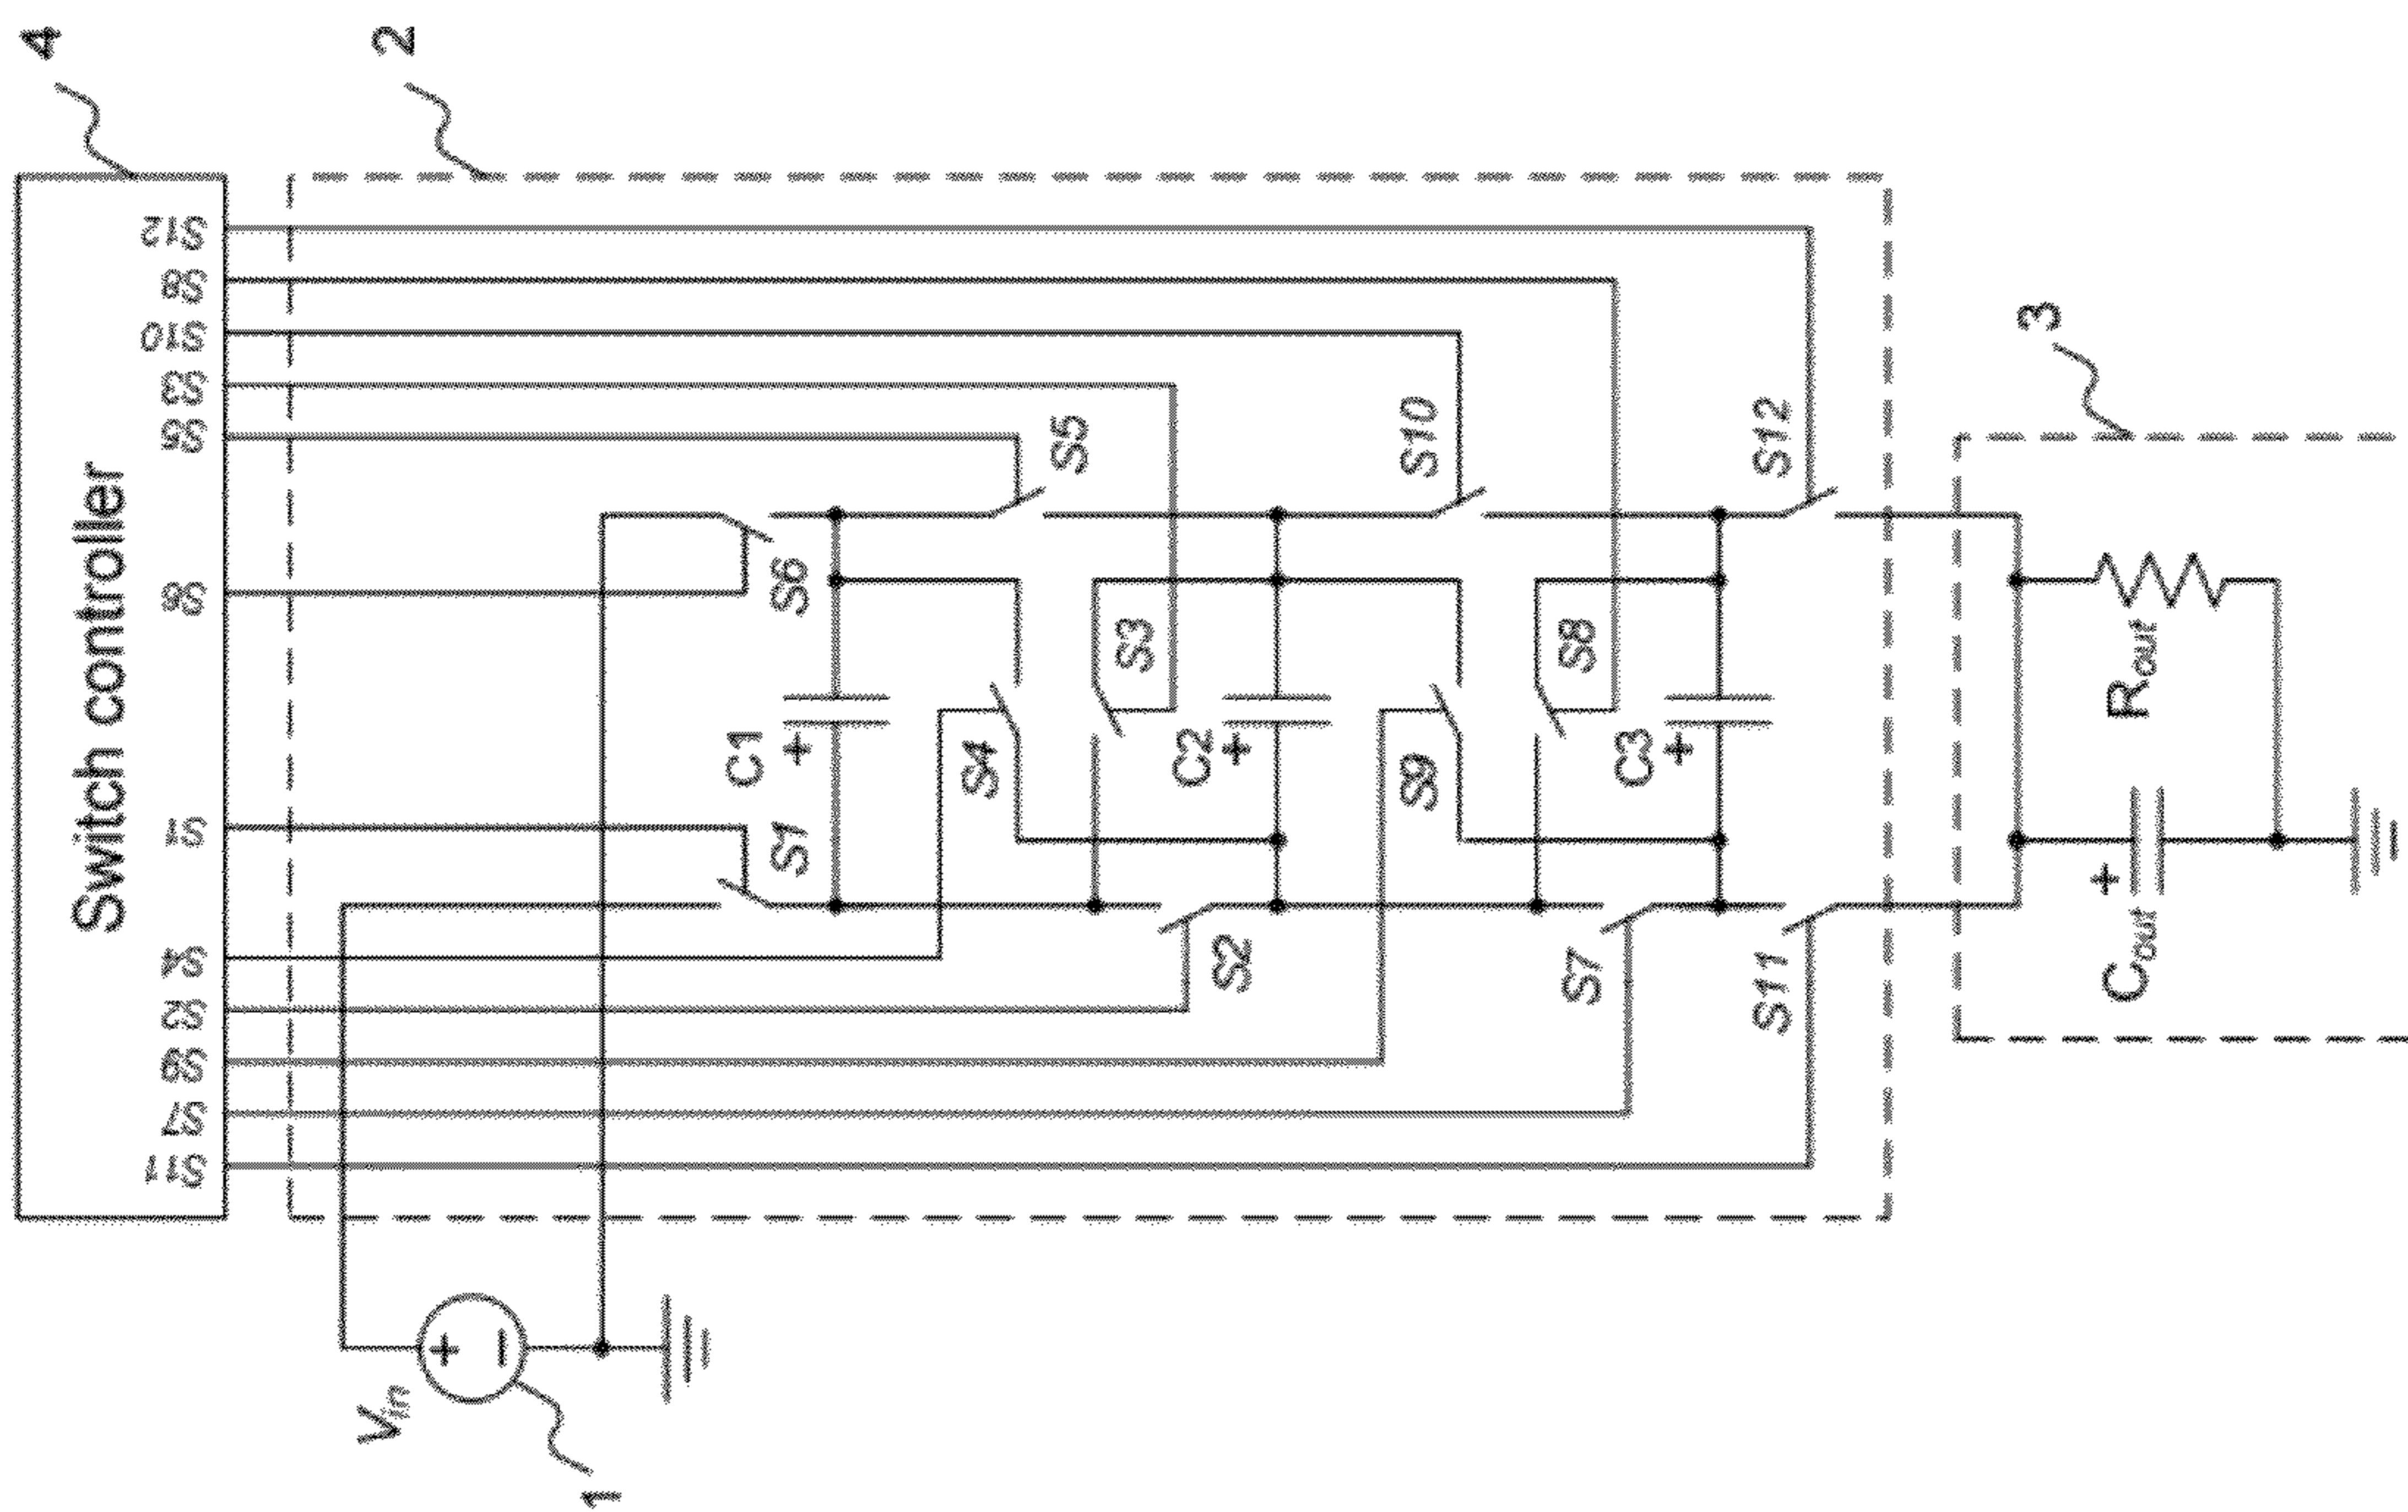 4
Switch controller
S11
S7
S9
S2
S4
S1
S6
S5
S3
S10
S8
S12
2
Vin
+
−
1
C1
+
S1
S6
S4
S5
S3
C2
+
S2
S9
S10
S8
S7
C3
+
S11
S12
3
Cout
+
Rout